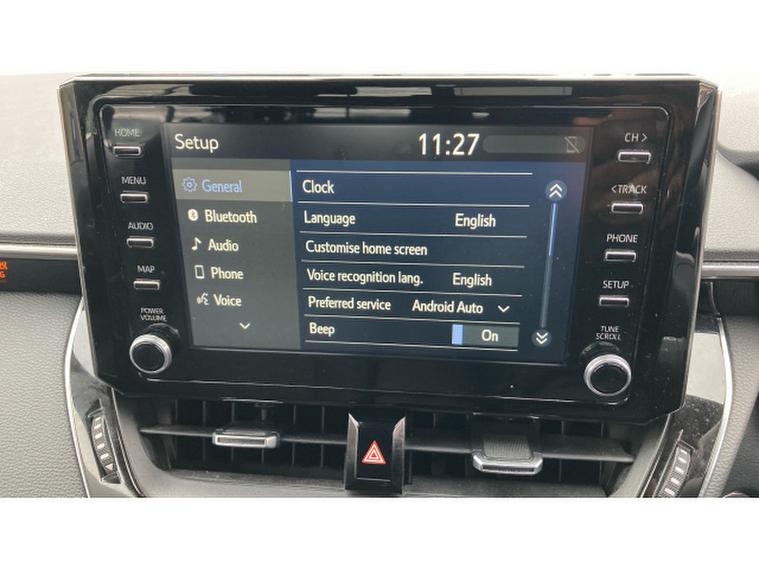 HOME
MENU
AUDIO
MAP
POWER
VOLUME
Setup 11:27
General
Bluetooth
Audio
Phone
Voice
Clock
Language English
Customise home screen
Voice recognition lang. English
Preferred service Android Auto
Beep On
CH >
< TRACK
PHONE
SETUP
TUNE
SCROLL